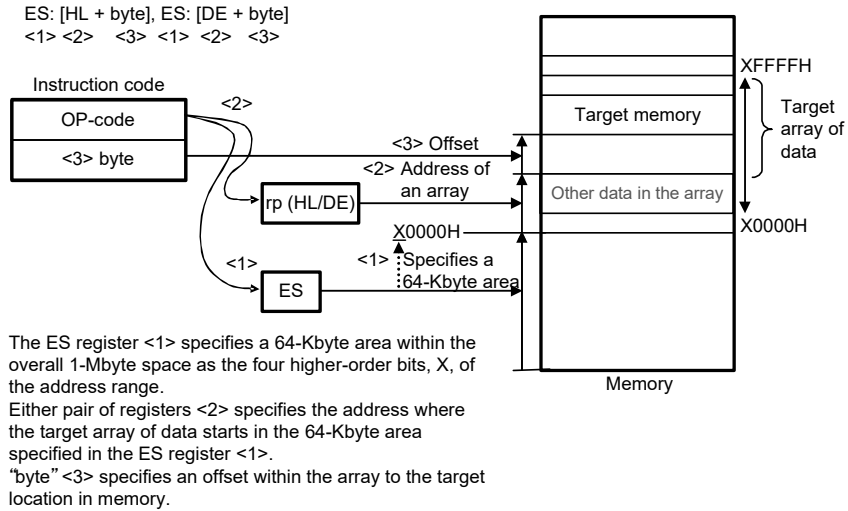 ES: [HL + byte], ES: [DE + byte]
<1> <2> <3> <1> <2> <3>
Instruction code
OP-code
<3> byte
<2>
<1>
rp (HL/DE)
ES
<3> Offset
<2> Address of
an array
X0000H
<1> Specifies a
64-Kbyte area
XFFFFH
Target memory
Target
array of
data
Other data in the array
X0000H
Memory
The ES register <1> specifies a 64-Kbyte area within the
overall 1-Mbyte space as the four higher-order bits, X, of
the address range.
Either pair of registers <2> specifies the address where
the target array of data starts in the 64-Kbyte area
specified in the ES register <1>.
“byte” <3> specifies an offset within the array to the target
location in memory.